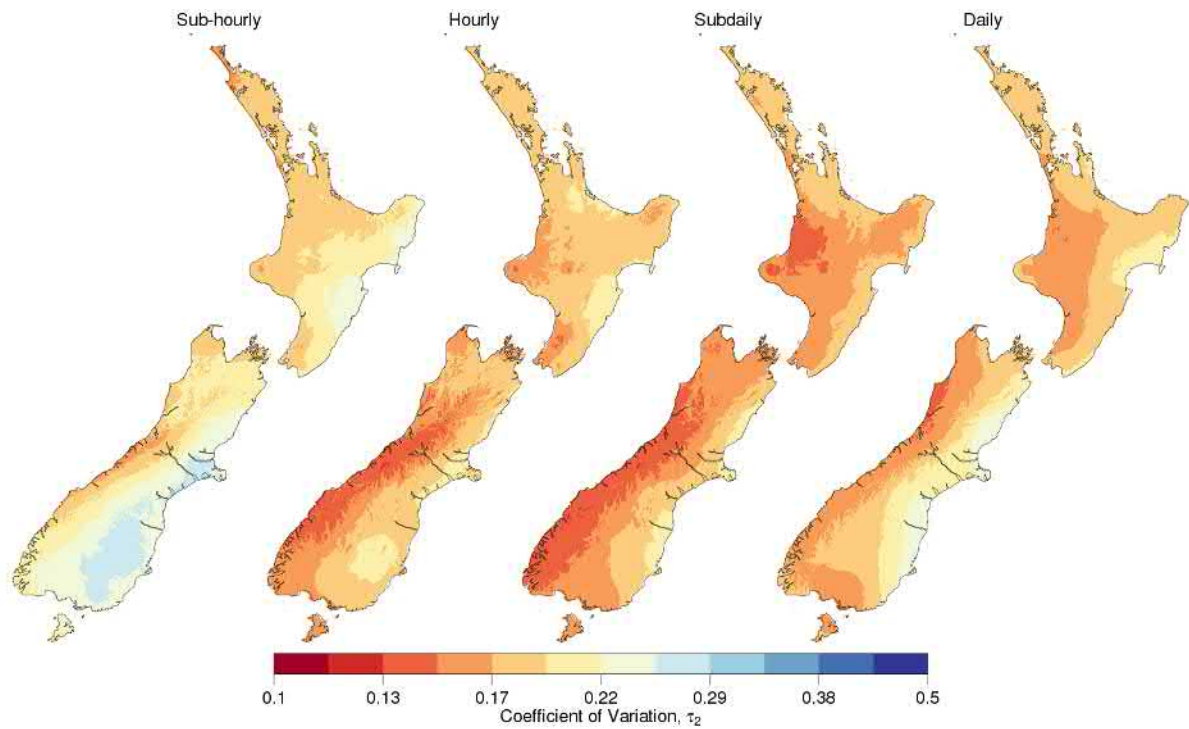 Sub-hourly Hourly Subdaily Daily
0.1 0.13 0.17 0.22 0.29 0.38 0.5
Coefficient of Variation, τ₂